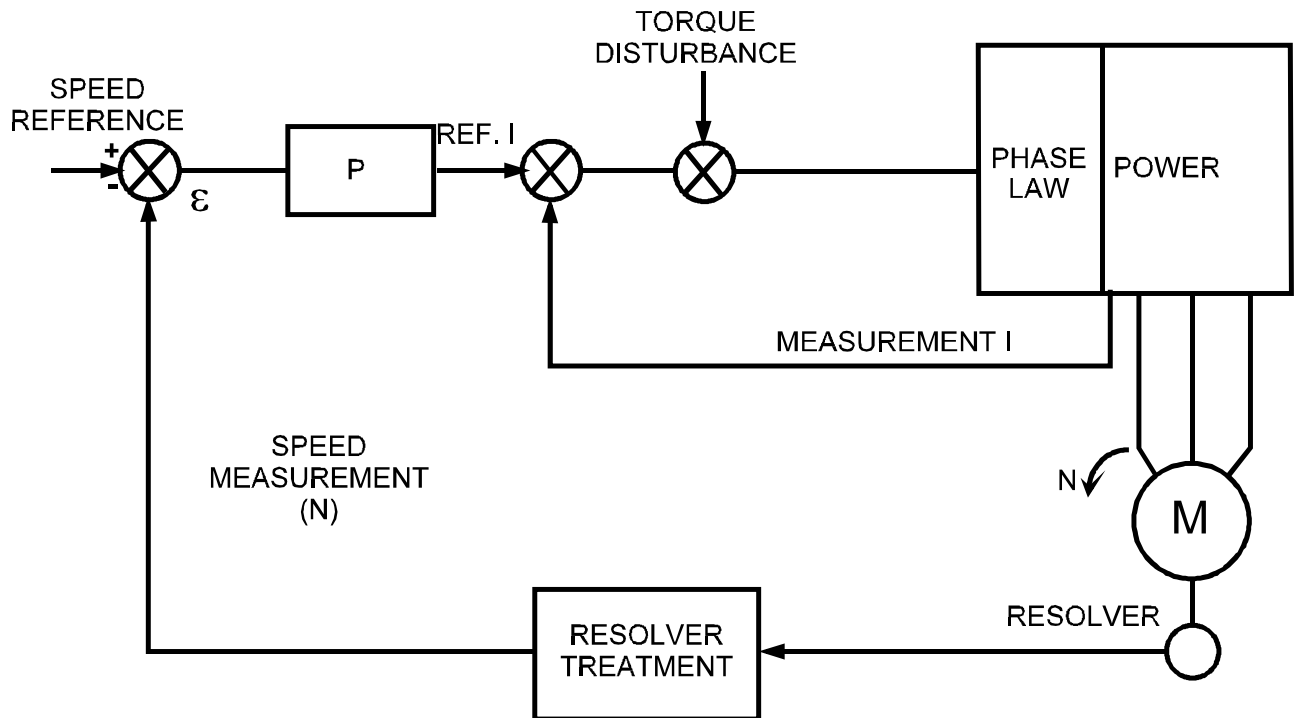 TORQUE
DISTURBANCE
SPEED
REFERENCE
+
-
ε
P
REF. I
PHASE
LAW
POWER
MEASUREMENT I
SPEED
MEASUREMENT
(N)
N
M
RESOLVER
RESOLVER
TREATMENT